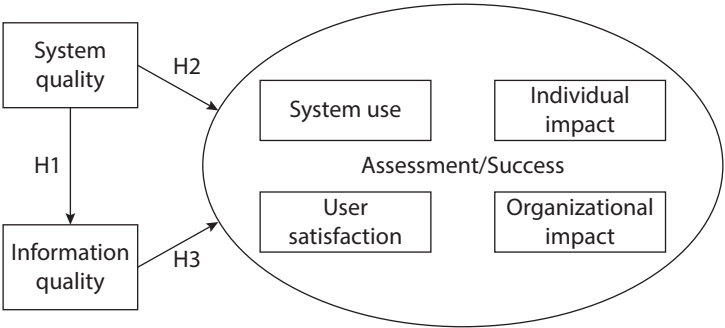 System
quality
H2
System use
Individual
impact
H1
Assessment/Success
Information
quality
H3
User
satisfaction
Organizational
impact